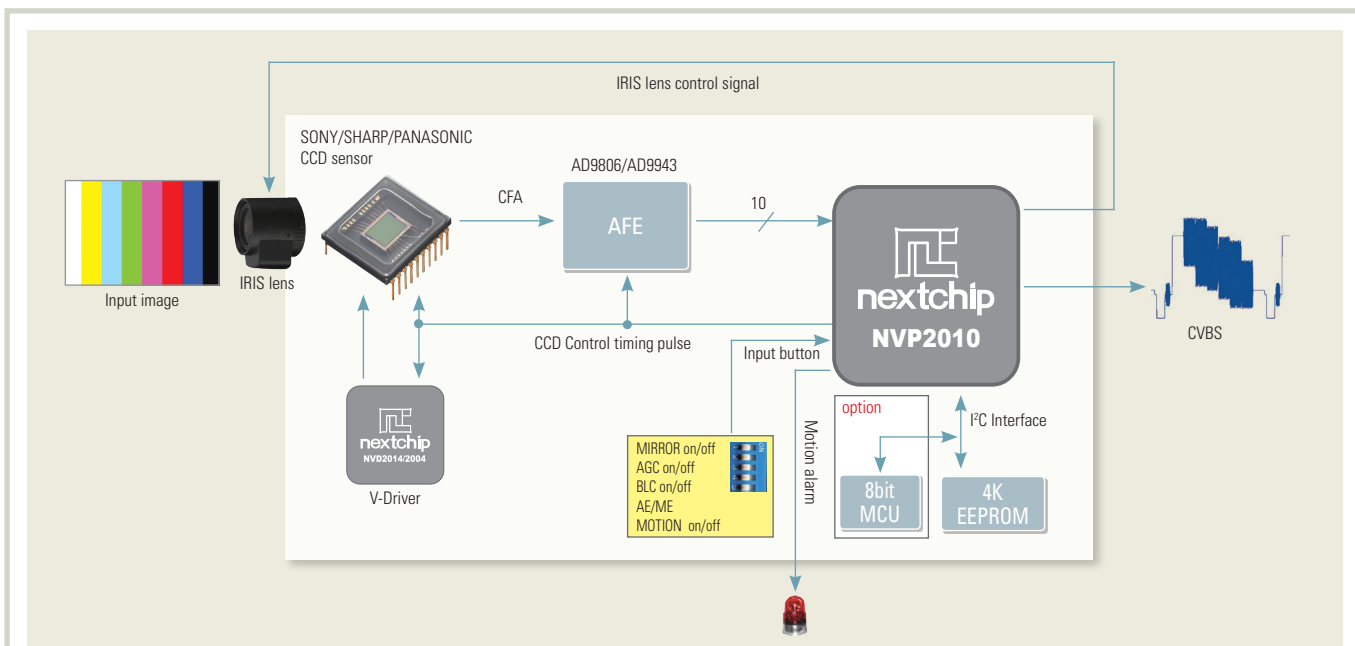 IRIS lens control signal
SONY/SHARP/PANASONIC
CCD sensor
AD9806/AD9943
CFA
AFE
10
nextchip
NVP2010
Input image
IRIS lens
CVBS
CCD Control timing pulse
Input button
nextchip
NVD2014/2004
V-Driver
MIRROR on/off
AGC on/off
BLC on/off
AE/ME
MOTION on/off
ON
Motion alarm
option
I²C Interface
8bit
MCU
4K
EEPROM